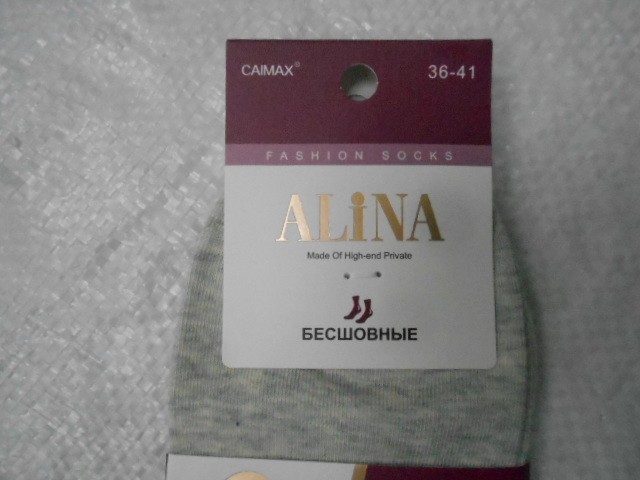 CAIMAX® 36-41
FASHION SOCKS
ALiNA
Made Of High-end Private
БЕСШОВНЫЕ